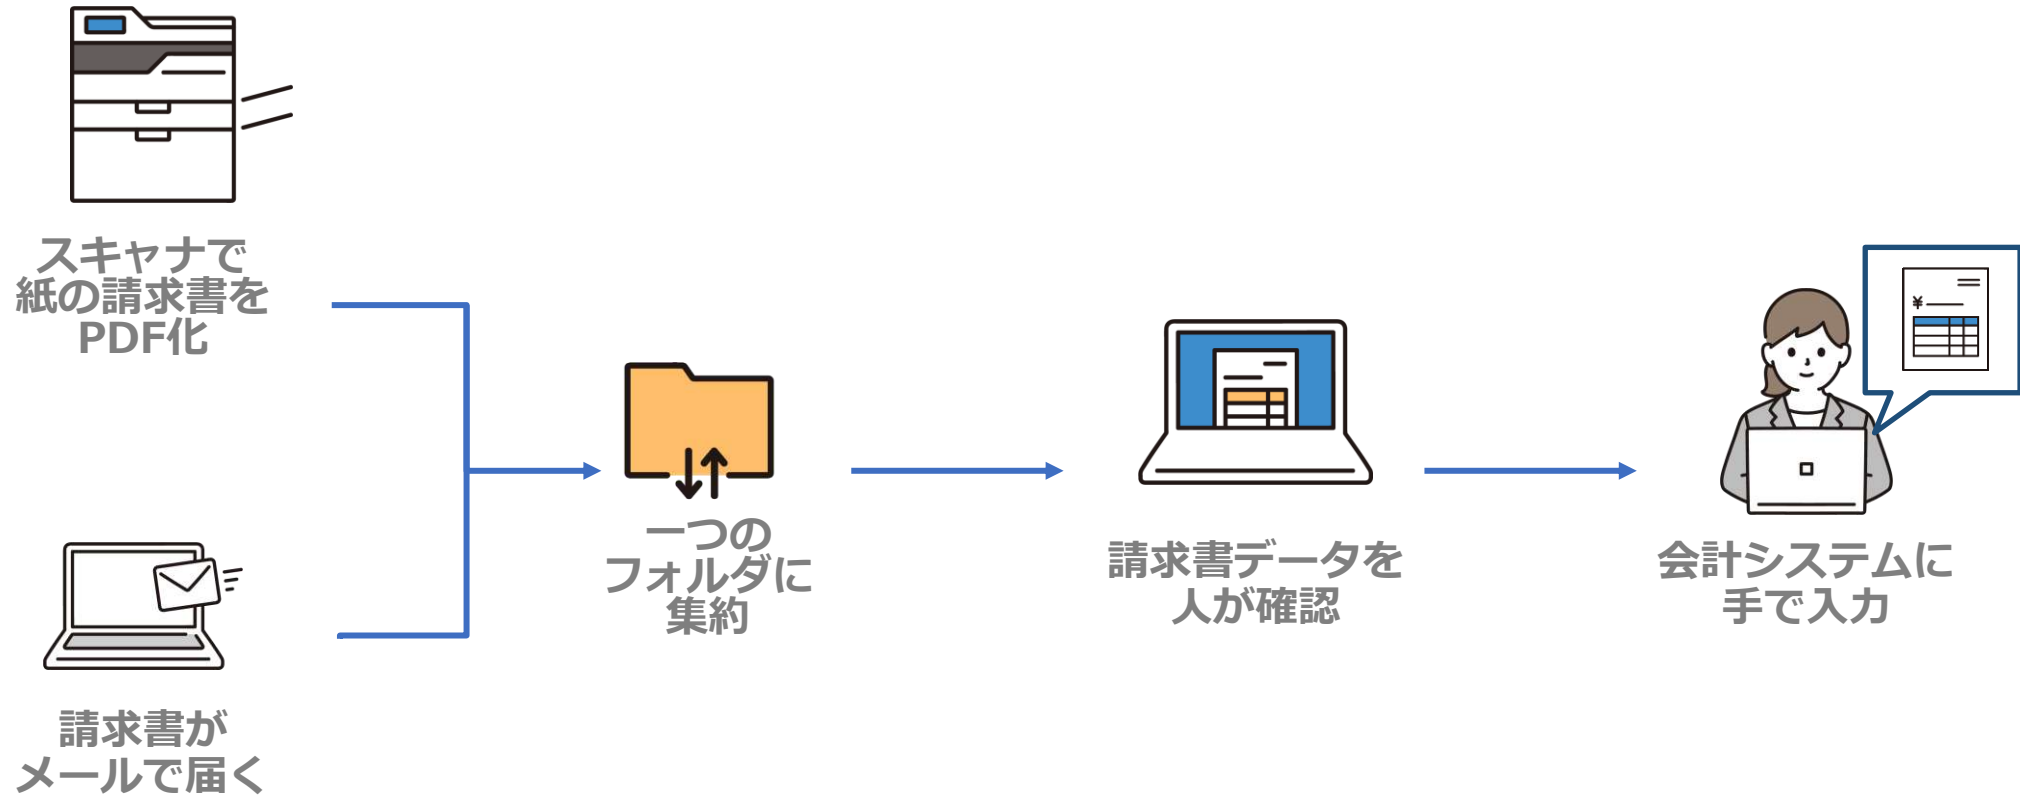 スキャナで
紙の請求書を
PDF化
請求書が
メールで届く
一つの
フォルダに
集約
請求書データを
人が確認
会計システムに
手で入力
¥